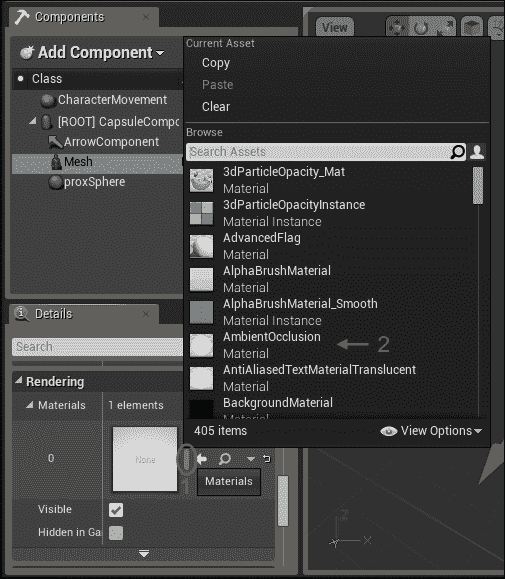 Components
View
Add Component
Class
CharacterMovement
[ROOT] CapsuleCompo
ArrowComponent
Mesh
proxSphere
Current Asset
Copy
Paste
Clear
Browse
Search Assets
3dParticleOpacity_Mat
Material
3dParticleOpacityInstance
Material Instance
AdvancedFlag
Material
AlphaBrushMaterial
Material
AlphaBrushMaterial_Smooth
Material Instance
AmbientOcclusion
Material
2
AntiAliasedTextMaterialTranslucent
Material
BackgroundMaterial
Material
405 items
View Options
Details
Search
Rendering
Materials
1 elements
0
None
1
Materials
Visible
Hidden in Ga
Z
X